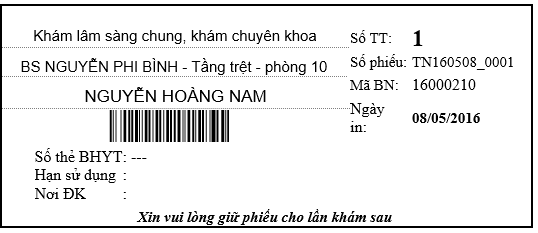 Khám lâm sàng chung, khám chuyên khoa
BS NGUYỄN PHI BÌNH - Tầng trệt - phòng 10
NGUYỄN HOÀNG NAM
Số thẻ BHYT: ---
Hạn sử dụng :
Nơi ĐK :
Số TT: 1
Số phiếu: TN160508_0001
Mã BN: 16000210
Ngày
in: 08/05/2016
Xin vui lòng giữ phiếu cho lần khám sau